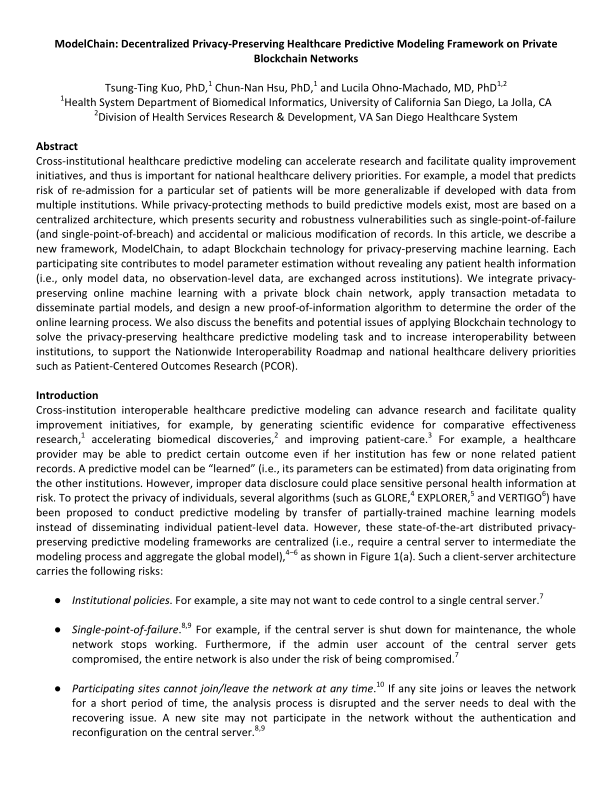 ModelChain: Decentralized Privacy-Preserving Healthcare Predictive Modeling Framework on Private
Blockchain Networks
Tsung-Ting Kuo, PhD,1 Chun-Nan Hsu, PhD,1 and Lucila Ohno-Machado, MD, PhD1,2
1Health System Department of Biomedical Informatics, University of California San Diego, La Jolla, CA
2Division of Health Services Research & Development, VA San Diego Healthcare System
Abstract
Cross-institutional healthcare predictive modeling can accelerate research and facilitate quality improvement
initiatives, and thus is important for national healthcare delivery priorities. For example, a model that predicts
risk of re-admission for a particular set of patients will be more generalizable if developed with data from
multiple institutions. While privacy-protecting methods to build predictive models exist, most are based on a
centralized architecture, which presents security and robustness vulnerabilities such as single-point-of-failure
(and single-point-of-breach) and accidental or malicious modification of records. In this article, we describe a
new framework, ModelChain, to adapt Blockchain technology for privacy-preserving machine learning. Each
participating site contributes to model parameter estimation without revealing any patient health information
(i.e., only model data, no observation-level data, are exchanged across institutions). We integrate privacy-
preserving online machine learning with a private block chain network, apply transaction metadata to
disseminate partial models, and design a new proof-of-information algorithm to determine the order of the
online learning process. We also discuss the benefits and potential issues of applying Blockchain technology to
solve the privacy-preserving healthcare predictive modeling task and to increase interoperability between
institutions, to support the Nationwide Interoperability Roadmap and national healthcare delivery priorities
such as Patient-Centered Outcomes Research (PCOR).
Introduction
Cross-institution interoperable healthcare predictive modeling can advance research and facilitate quality
improvement initiatives, for example, by generating scientific evidence for comparative effectiveness
research,1 accelerating biomedical discoveries,2 and improving patient-care.3 For example, a healthcare
provider may be able to predict certain outcome even if her institution has few or none related patient
records. A predictive model can be “learned” (i.e., its parameters can be estimated) from data originating from
the other institutions. However, improper data disclosure could place sensitive personal health information at
risk. To protect the privacy of individuals, several algorithms (such as GLORE,4 EXPLORER,5 and VERTIGO6) have
been proposed to conduct predictive modeling by transfer of partially-trained machine learning models
instead of disseminating individual patient-level data. However, these state-of-the-art distributed privacy-
preserving predictive modeling frameworks are centralized (i.e., require a central server to intermediate the
modeling process and aggregate the global model),4–6 as shown in Figure 1(a). Such a client-server architecture
carries the following risks:
● Institutional policies. For example, a site may not want to cede control to a single central server.7
● Single-point-of-failure.8,9 For example, if the central server is shut down for maintenance, the whole
network stops working. Furthermore, if the admin user account of the central server gets
compromised, the entire network is also under the risk of being compromised.7
● Participating sites cannot join/leave the network at any time.10 If any site joins or leaves the network
for a short period of time, the analysis process is disrupted and the server needs to deal with the
recovering issue. A new site may not participate in the network without the authentication and
reconfiguration on the central server.8,9